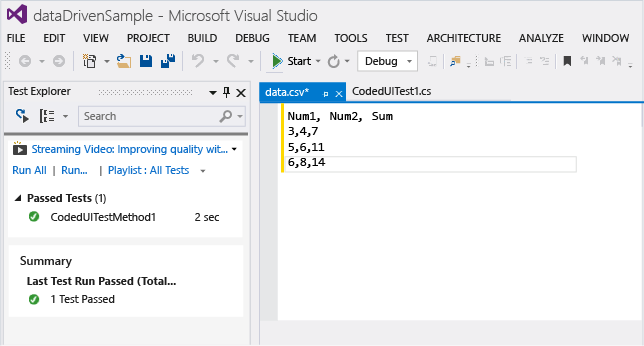 dataDrivenSample - Microsoft Visual Studio
FILE EDIT VIEW PROJECT BUILD DEBUG TEAM TOOLS TEST ARCHITECTURE ANALYZE WINDOW
Start Debug
Test Explorer
data.csv* CodedUITest1.cs
Search
Streaming Video: Improving quality wit...
Run All | Run... | Playlist : All Tests
Passed Tests (1)
CodedUITestMethod1 2 sec
Summary
Last Test Run Passed (Total...
1 Test Passed
Num1, Num2, Sum
3,4,7
5,6,11
6,8,14